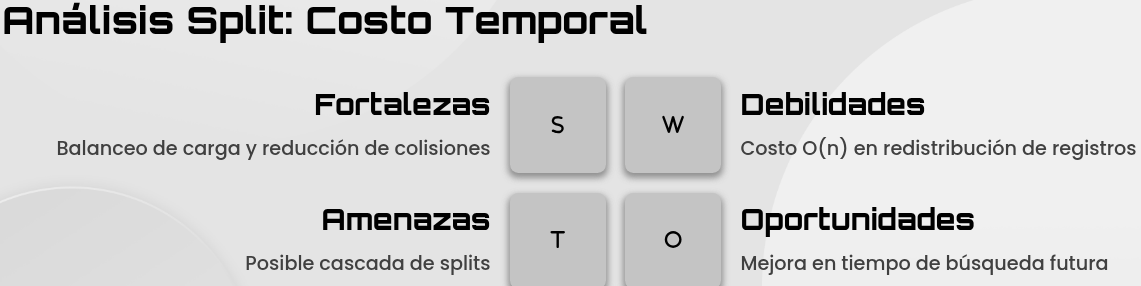 Análisis Split: Costo Temporal
Fortalezas
Balanceo de carga y reducción de colisiones
S
W
Debilidades
Costo O(n) en redistribución de registros
Amenazas
Posible cascada de splits
T
O
Oportunidades
Mejora en tiempo de búsqueda futura